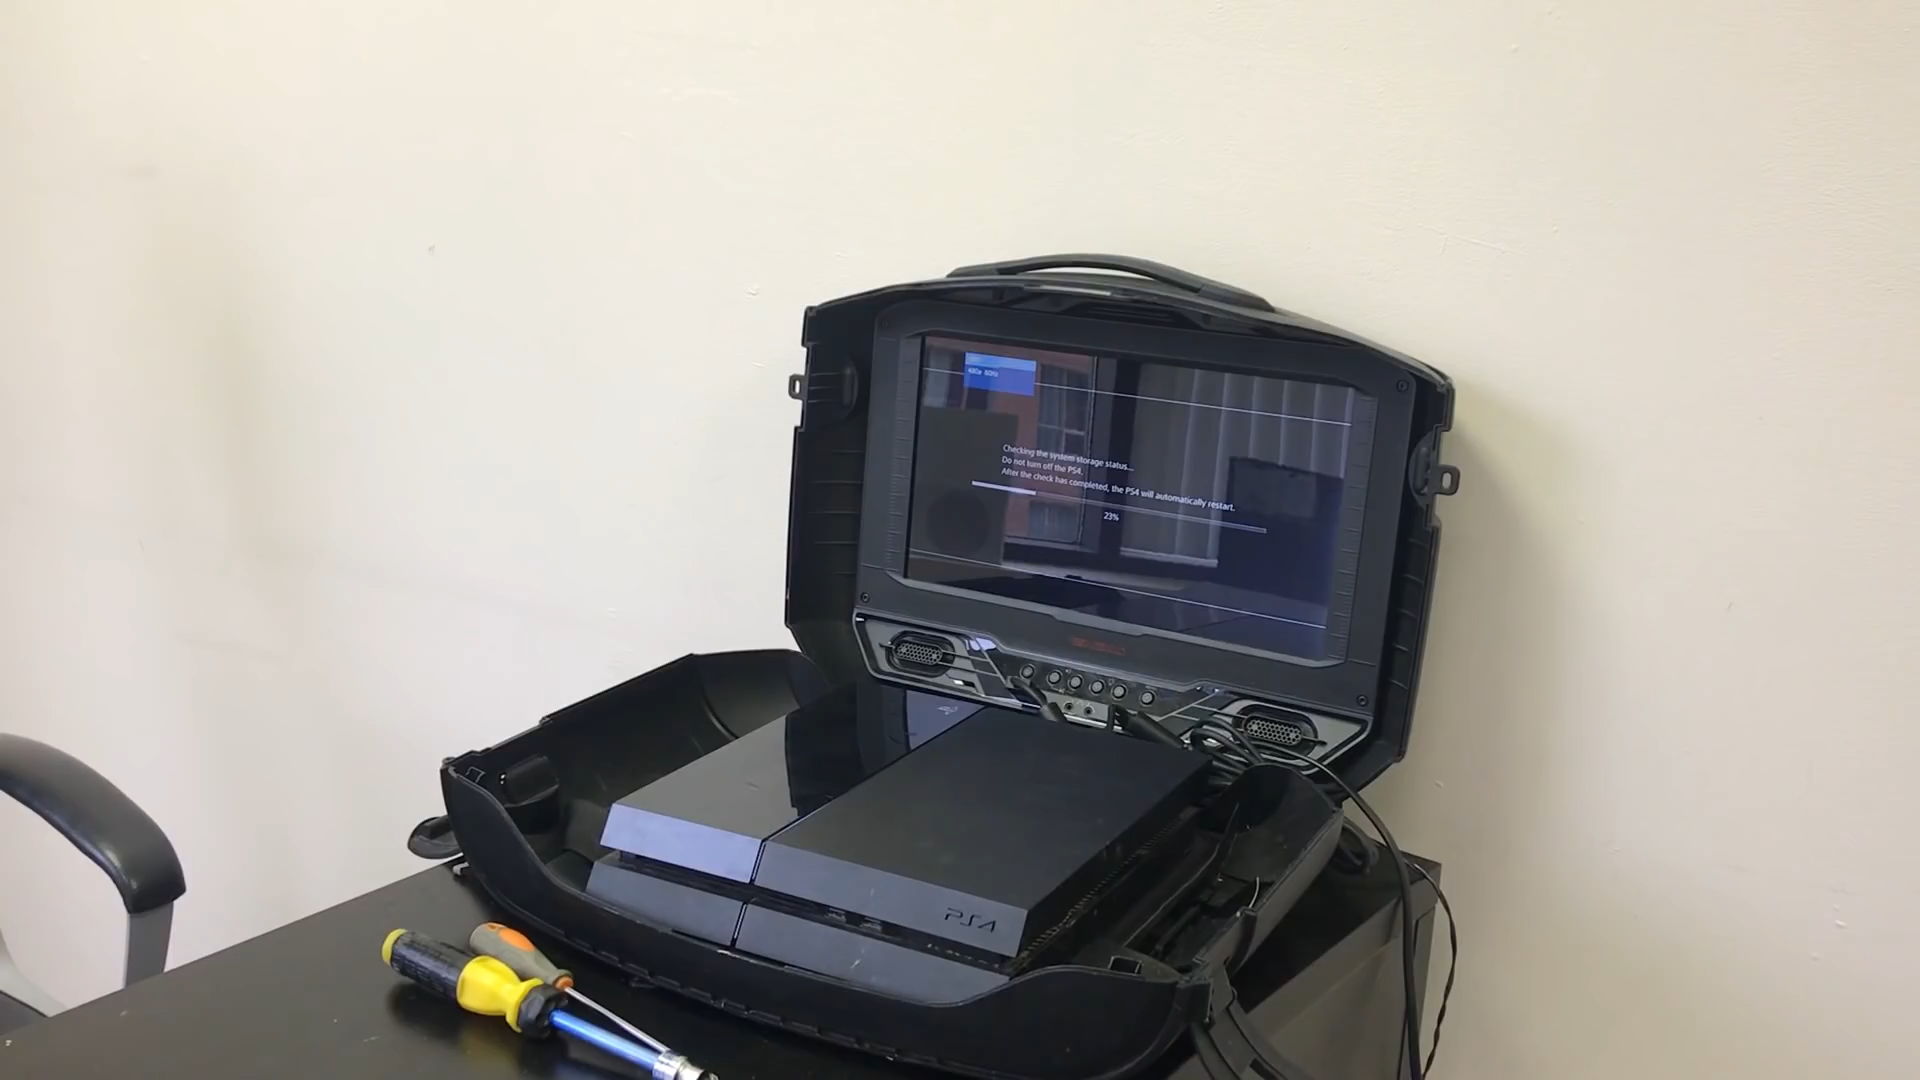 480p 60Hz
Checking the system storage status...
Do not turn off the PS4.
After the check has completed, the PS4 will automatically restart.
23%
PS4